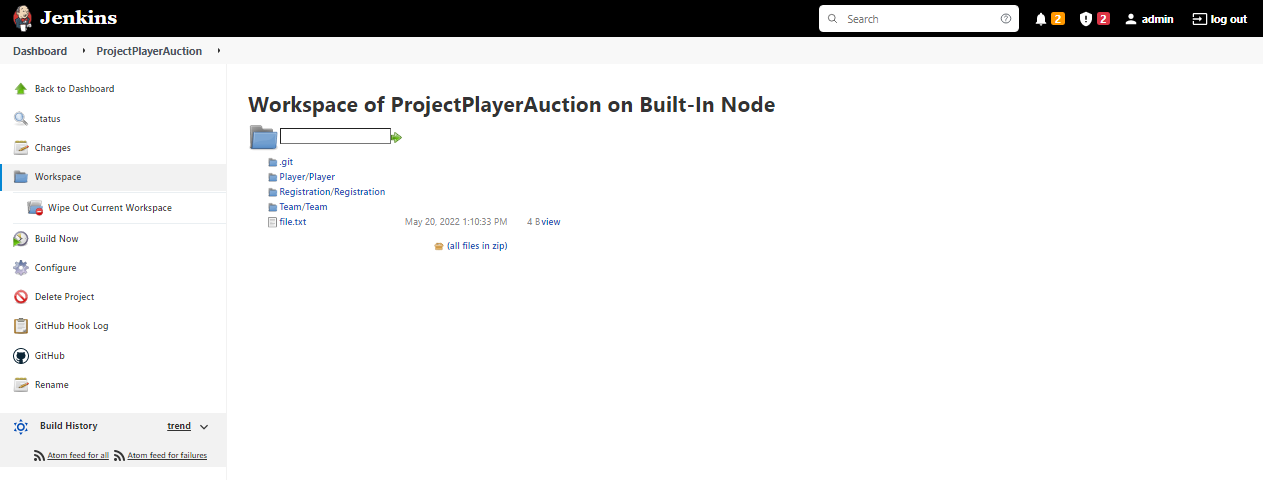 Jenkins
Search
2
2
admin
log out
Dashboard
ProjectPlayerAuction
Back to Dashboard
Status
Changes
Workspace
Wipe Out Current Workspace
Build Now
Configure
Delete Project
GitHub Hook Log
GitHub
Rename
Build History
trend
Atom feed for all
Atom feed for failures
Workspace of ProjectPlayerAuction on Built-In Node
.git
Player/Player
Registration/Registration
Team/Team
file.txt May 20, 2022 1:10:33 PM 4 B view
(all files in zip)